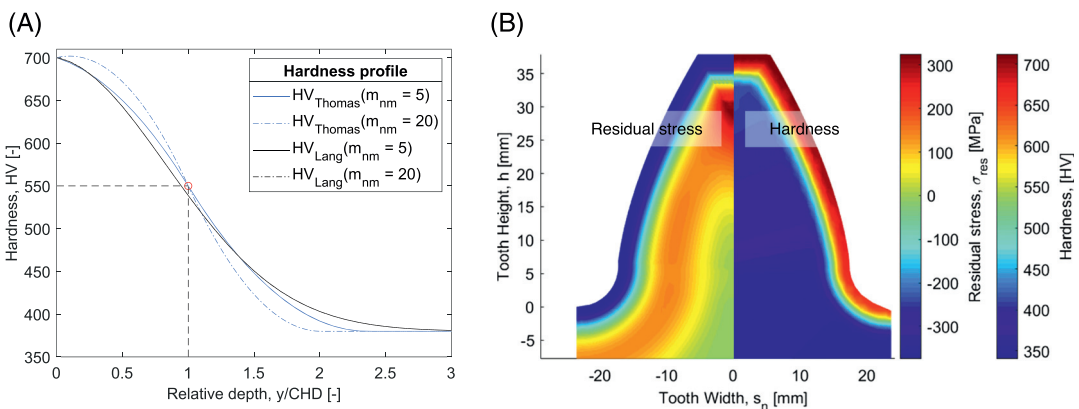 (A)
700
650
600
550
500
450
400
350
Hardness, HV [-]
Hardness profile
HV_Thomas(m_nm = 5)
HV_Thomas(m_nm = 20)
HV_Lang(m_nm = 5)
HV_Lang(m_nm = 20)
0 0.5 1 1.5 2 2.5 3
Relative depth, y/CHD [-]
(B)
35
30
25
20
15
10
5
0
-5
Tooth Height, h [mm]
Residual stress
Hardness
-20 -10 0 10 20
Tooth Width, s_n [mm]
300
200
100
0
-100
-200
-300
Residual stress, σ_res [MPa]
700
650
600
550
500
450
400
350
Hardness, [HV]